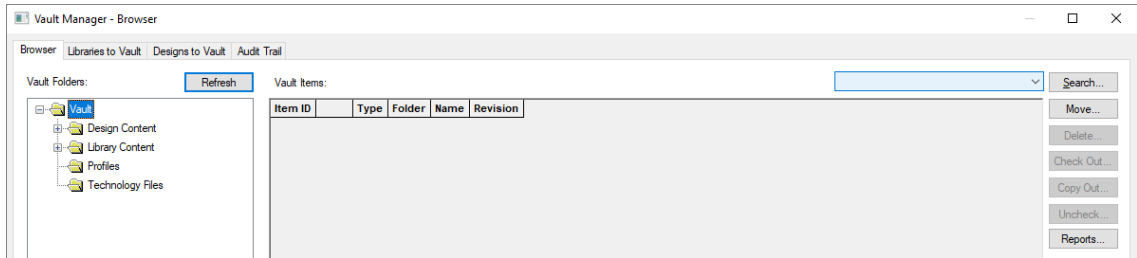 Vault Manager - Browser
Browser Libraries to Vault Designs to Vault Audit Trail
Vault Folders: Refresh Vault Items: Search...
Vault Item ID Type Folder Name Revision Move...
Design Content Delete...
Library Content Check Out...
Profiles Copy Out...
Technology Files
Uncheck...
Reports...